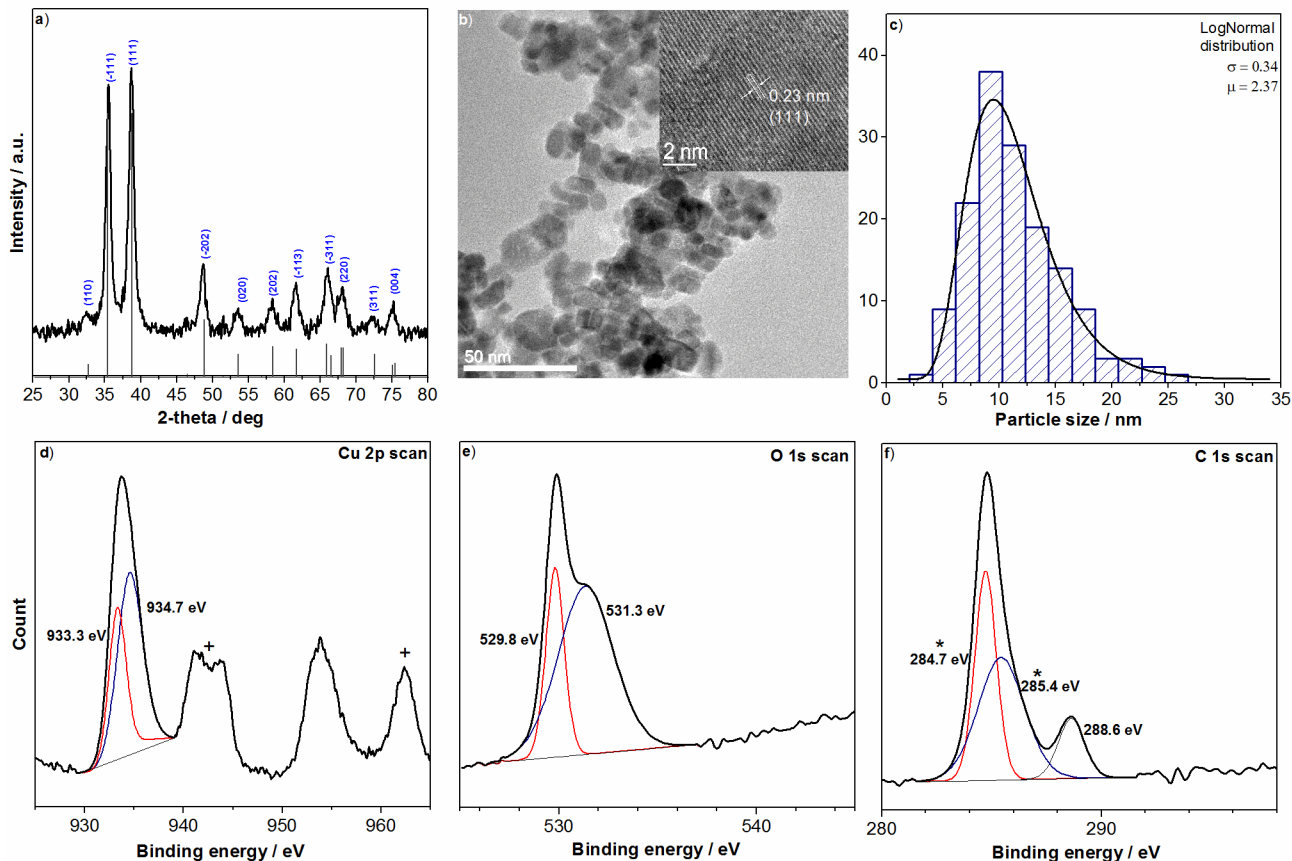 a)
(-111)
(111)
(110)
(-202)
(020)
(202)
(-113)
(-311)
(220)
(311)
(004)
Intensity / a.u.
25 30 35 40 45 50 55 60 65 70 75 80
2-theta / deg
b)
0.23 nm
(111)
2 nm
50 nm
c)
LogNormal
distribution
σ = 0.34
μ = 2.37
40
30
20
10
0
0 5 10 15 20 25 30 35
Particle size / nm
d)
Cu 2p scan
933.3 eV
934.7 eV
+
+
Count
930 940 950 960
Binding energy / eV
e)
O 1s scan
529.8 eV
531.3 eV
530 540
Binding energy / eV
f)
C 1s scan
*
284.7 eV
*
285.4 eV
288.6 eV
280 290
Binding energy / eV